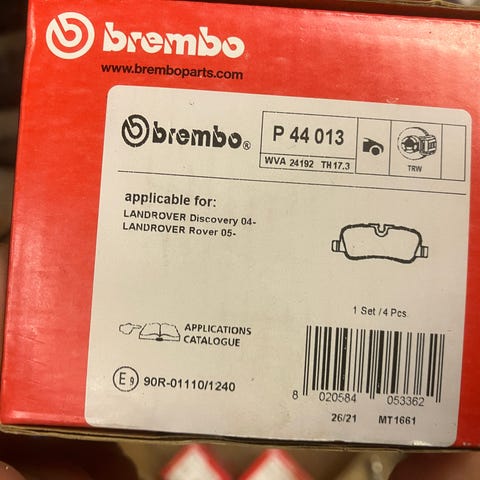 brembo
www.bremboparts.com
brembo®
P 44 013
WVA 24192 TH 17.3
TRW
applicable for:
LANDROVER Discovery 04-
LANDROVER Rover 05-
1 Set / 4 Pcs
APPLICATIONS
CATALOGUE
E9 90R-01110/1240
8 020584 053362
26/21 MT1661